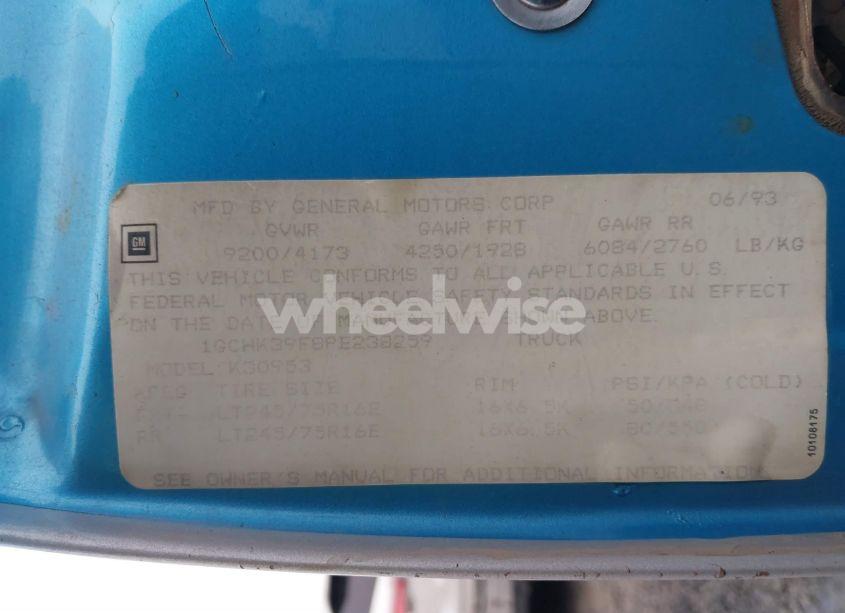 MFD BY GENERAL MOTORS CORP 06/93
GVWR GAWR FRT GAWR RR
GM 9200/4173 4250/1928 6084/2760 LB/KG
THIS VEHICLE CONFORMS TO ALL APPLICABLE U.S.
FEDERAL MOTOR VEHICLE SAFETY STANDARDS IN EFFECT
wheelwise
ON THE DATE OF MANUFACTURE SHOWN ABOVE.
1GCHK39F8PE238259 TRUCK
MODEL: K30953
TIRE SIZE RIM PSI/KPA (COLD)
FRT LT245/75R16E 16X6.5K
RR LT245/75R16E 16X6.5K 80/550
SEE OWNER'S MANUAL FOR ADDITIONAL INFORMATION.
10108175